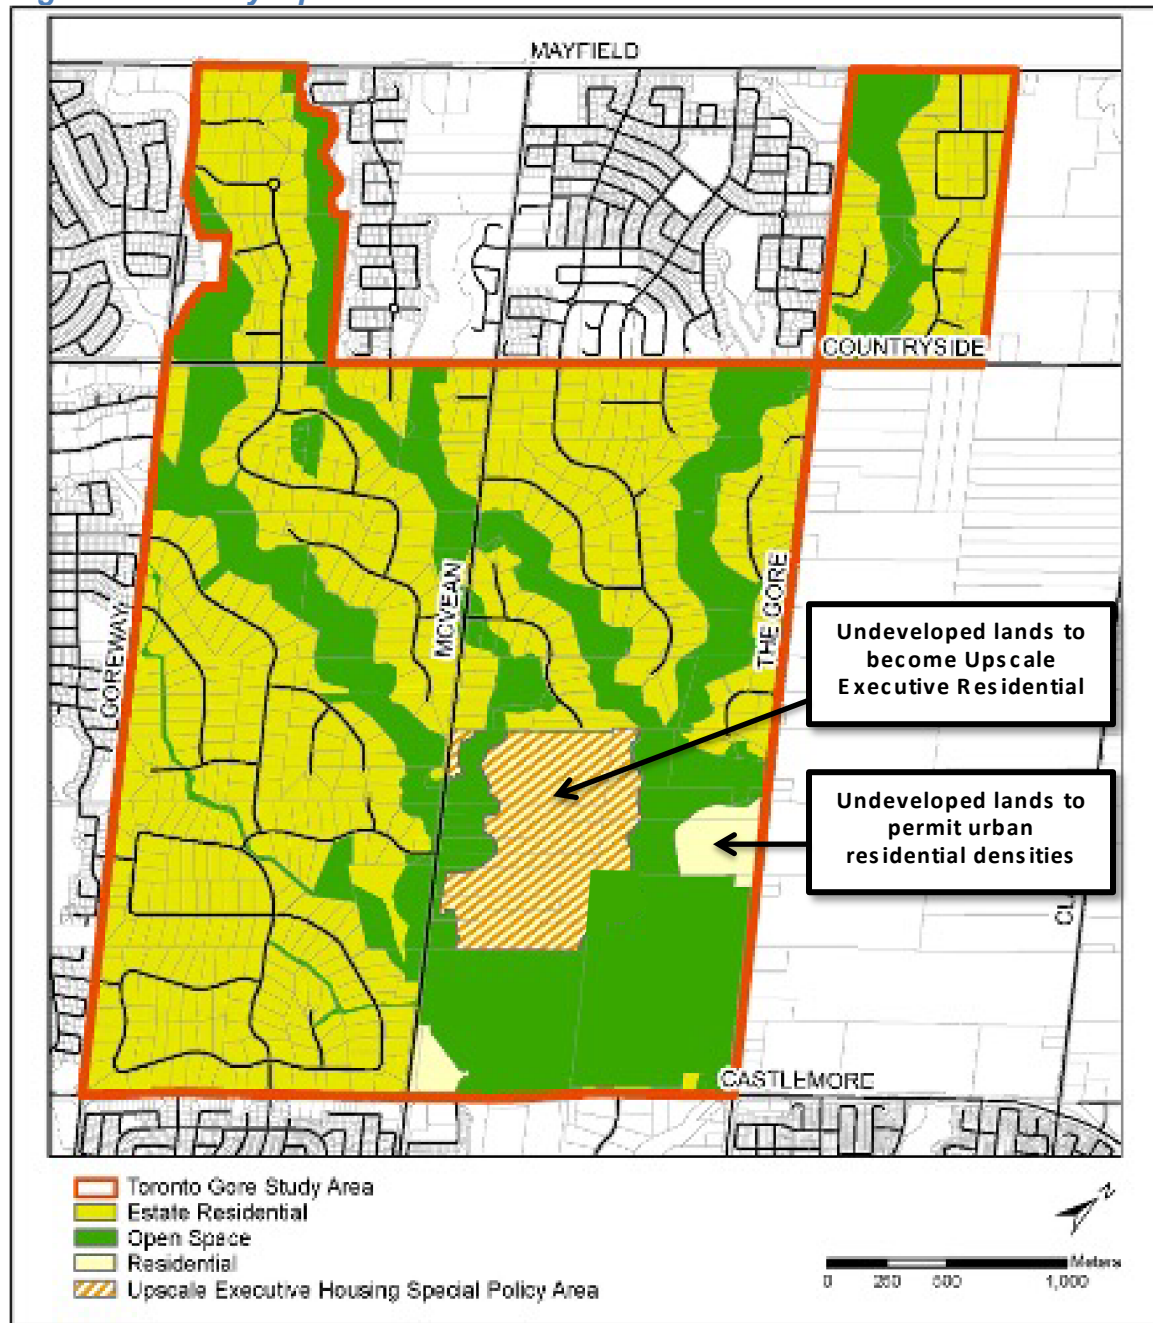 MAYFIELD
COUNTRYSIDE
GOREWAY
MCVEAN
THE GORE
Undeveloped lands to
become Upscale
Executive Residential
Undeveloped lands to
permit urban
residential densities
CASTLEMORE
Toronto Gore Study Area
Estate Residential
Open Space
Residential
Upscale Executive Housing Special Policy Area
z
Meters
0 250 500 1,000